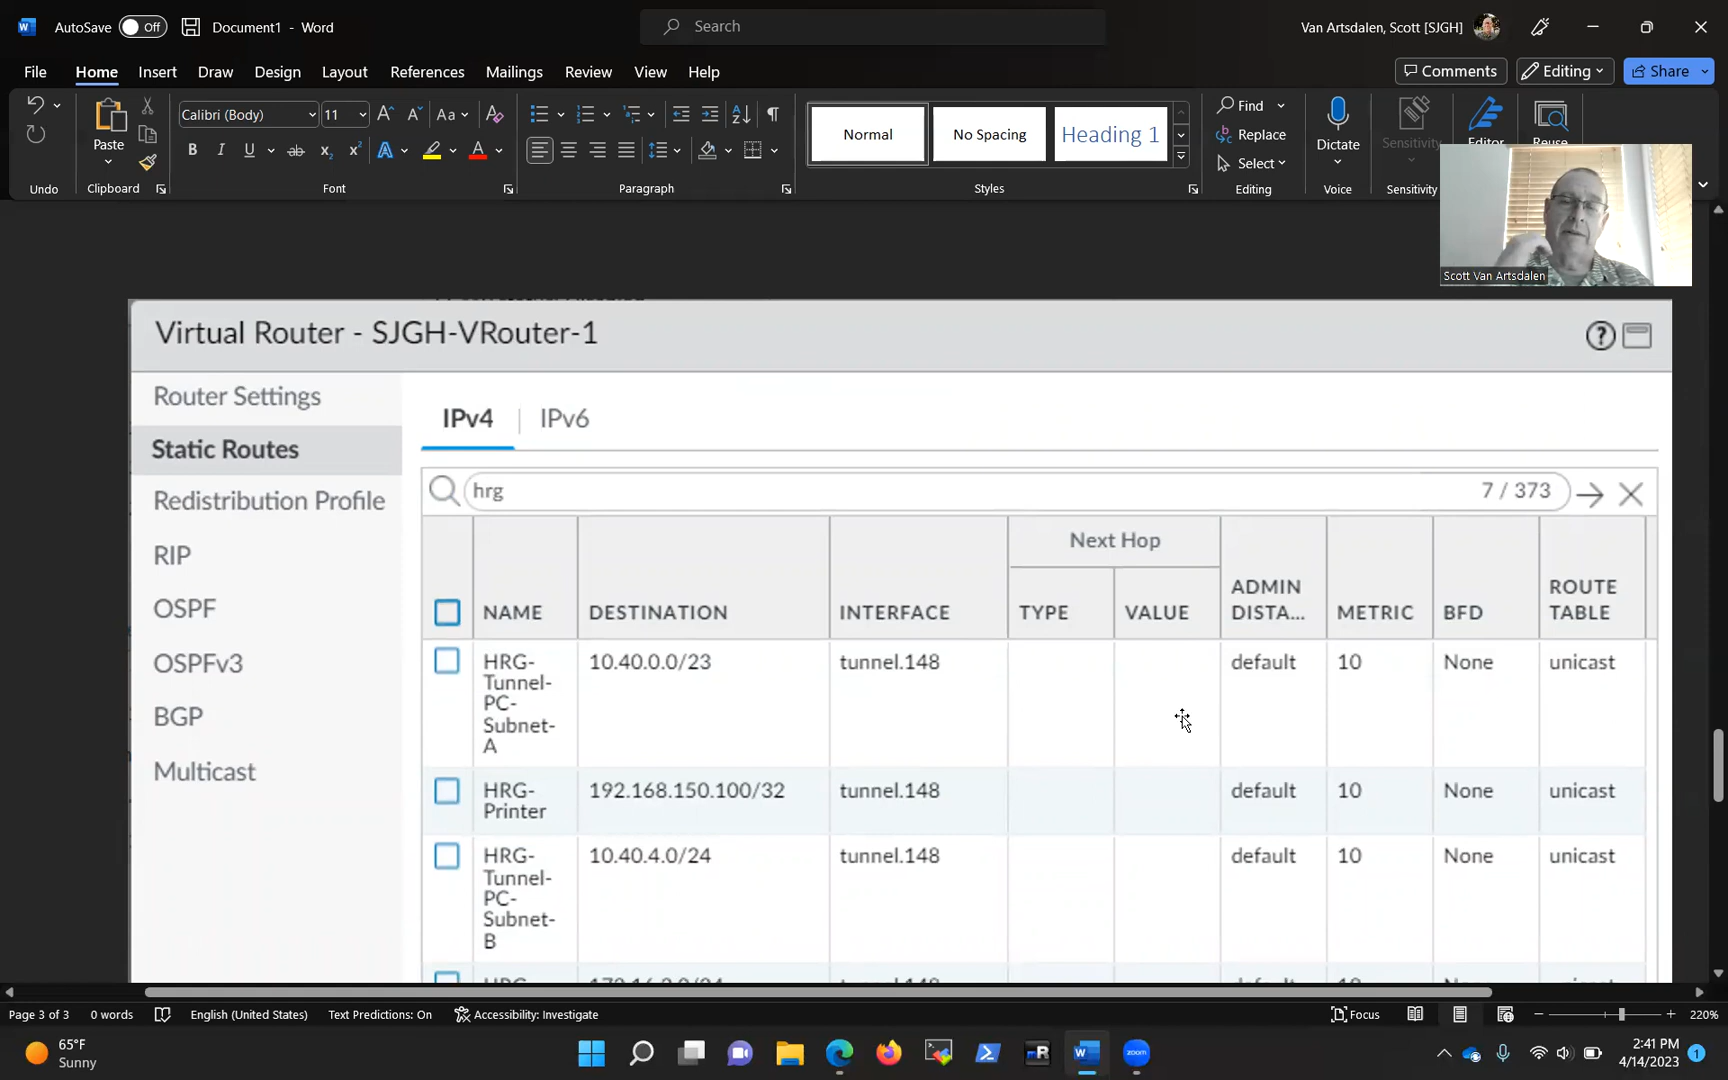 AutoSave Off Document1 - Word Search Van Artsdalen, Scott [SJGH]
File Home Insert Draw Design Layout References Mailings Review View Help Comments Editing Share
Calibri (Body) 11 A A Aa A
Paste
B I U ab x₂ x² A A
Normal No Spacing Heading 1
Find
Replace
Select
Dictate Sensitivity Editor Reuse
Undo Clipboard Font Paragraph Styles Editing Voice Sensitivity
Scott Van Artsdalen
Virtual Router - SJGH-VRouter-1
Router Settings
Static Routes
Redistribution Profile
RIP
OSPF
OSPFv3
BGP
Multicast
IPv4 IPv6
hrg 7 / 373
Next Hop
NAME DESTINATION INTERFACE TYPE VALUE ADMIN DISTA... METRIC BFD ROUTE TABLE
HRG- 10.40.0.0/23 tunnel.148 default 10 None unicast
Tunnel-
PC-
Subnet-
A
HRG- 192.168.150.100/32 tunnel.148 default 10 None unicast
Printer
HRG- 10.40.4.0/24 tunnel.148 default 10 None unicast
Tunnel-
PC-
Subnet-
B
Page 3 of 3 0 words English (United States) Text Predictions: On Accessibility: Investigate Focus 220%
65°F
Sunny
zoom
2:41 PM
4/14/2023
1